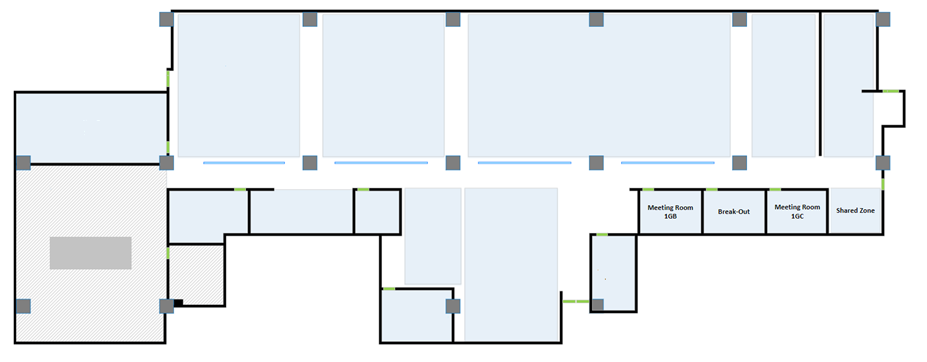 Meeting Room
1GB
Break-Out
Meeting Room
1GC
Shared Zone